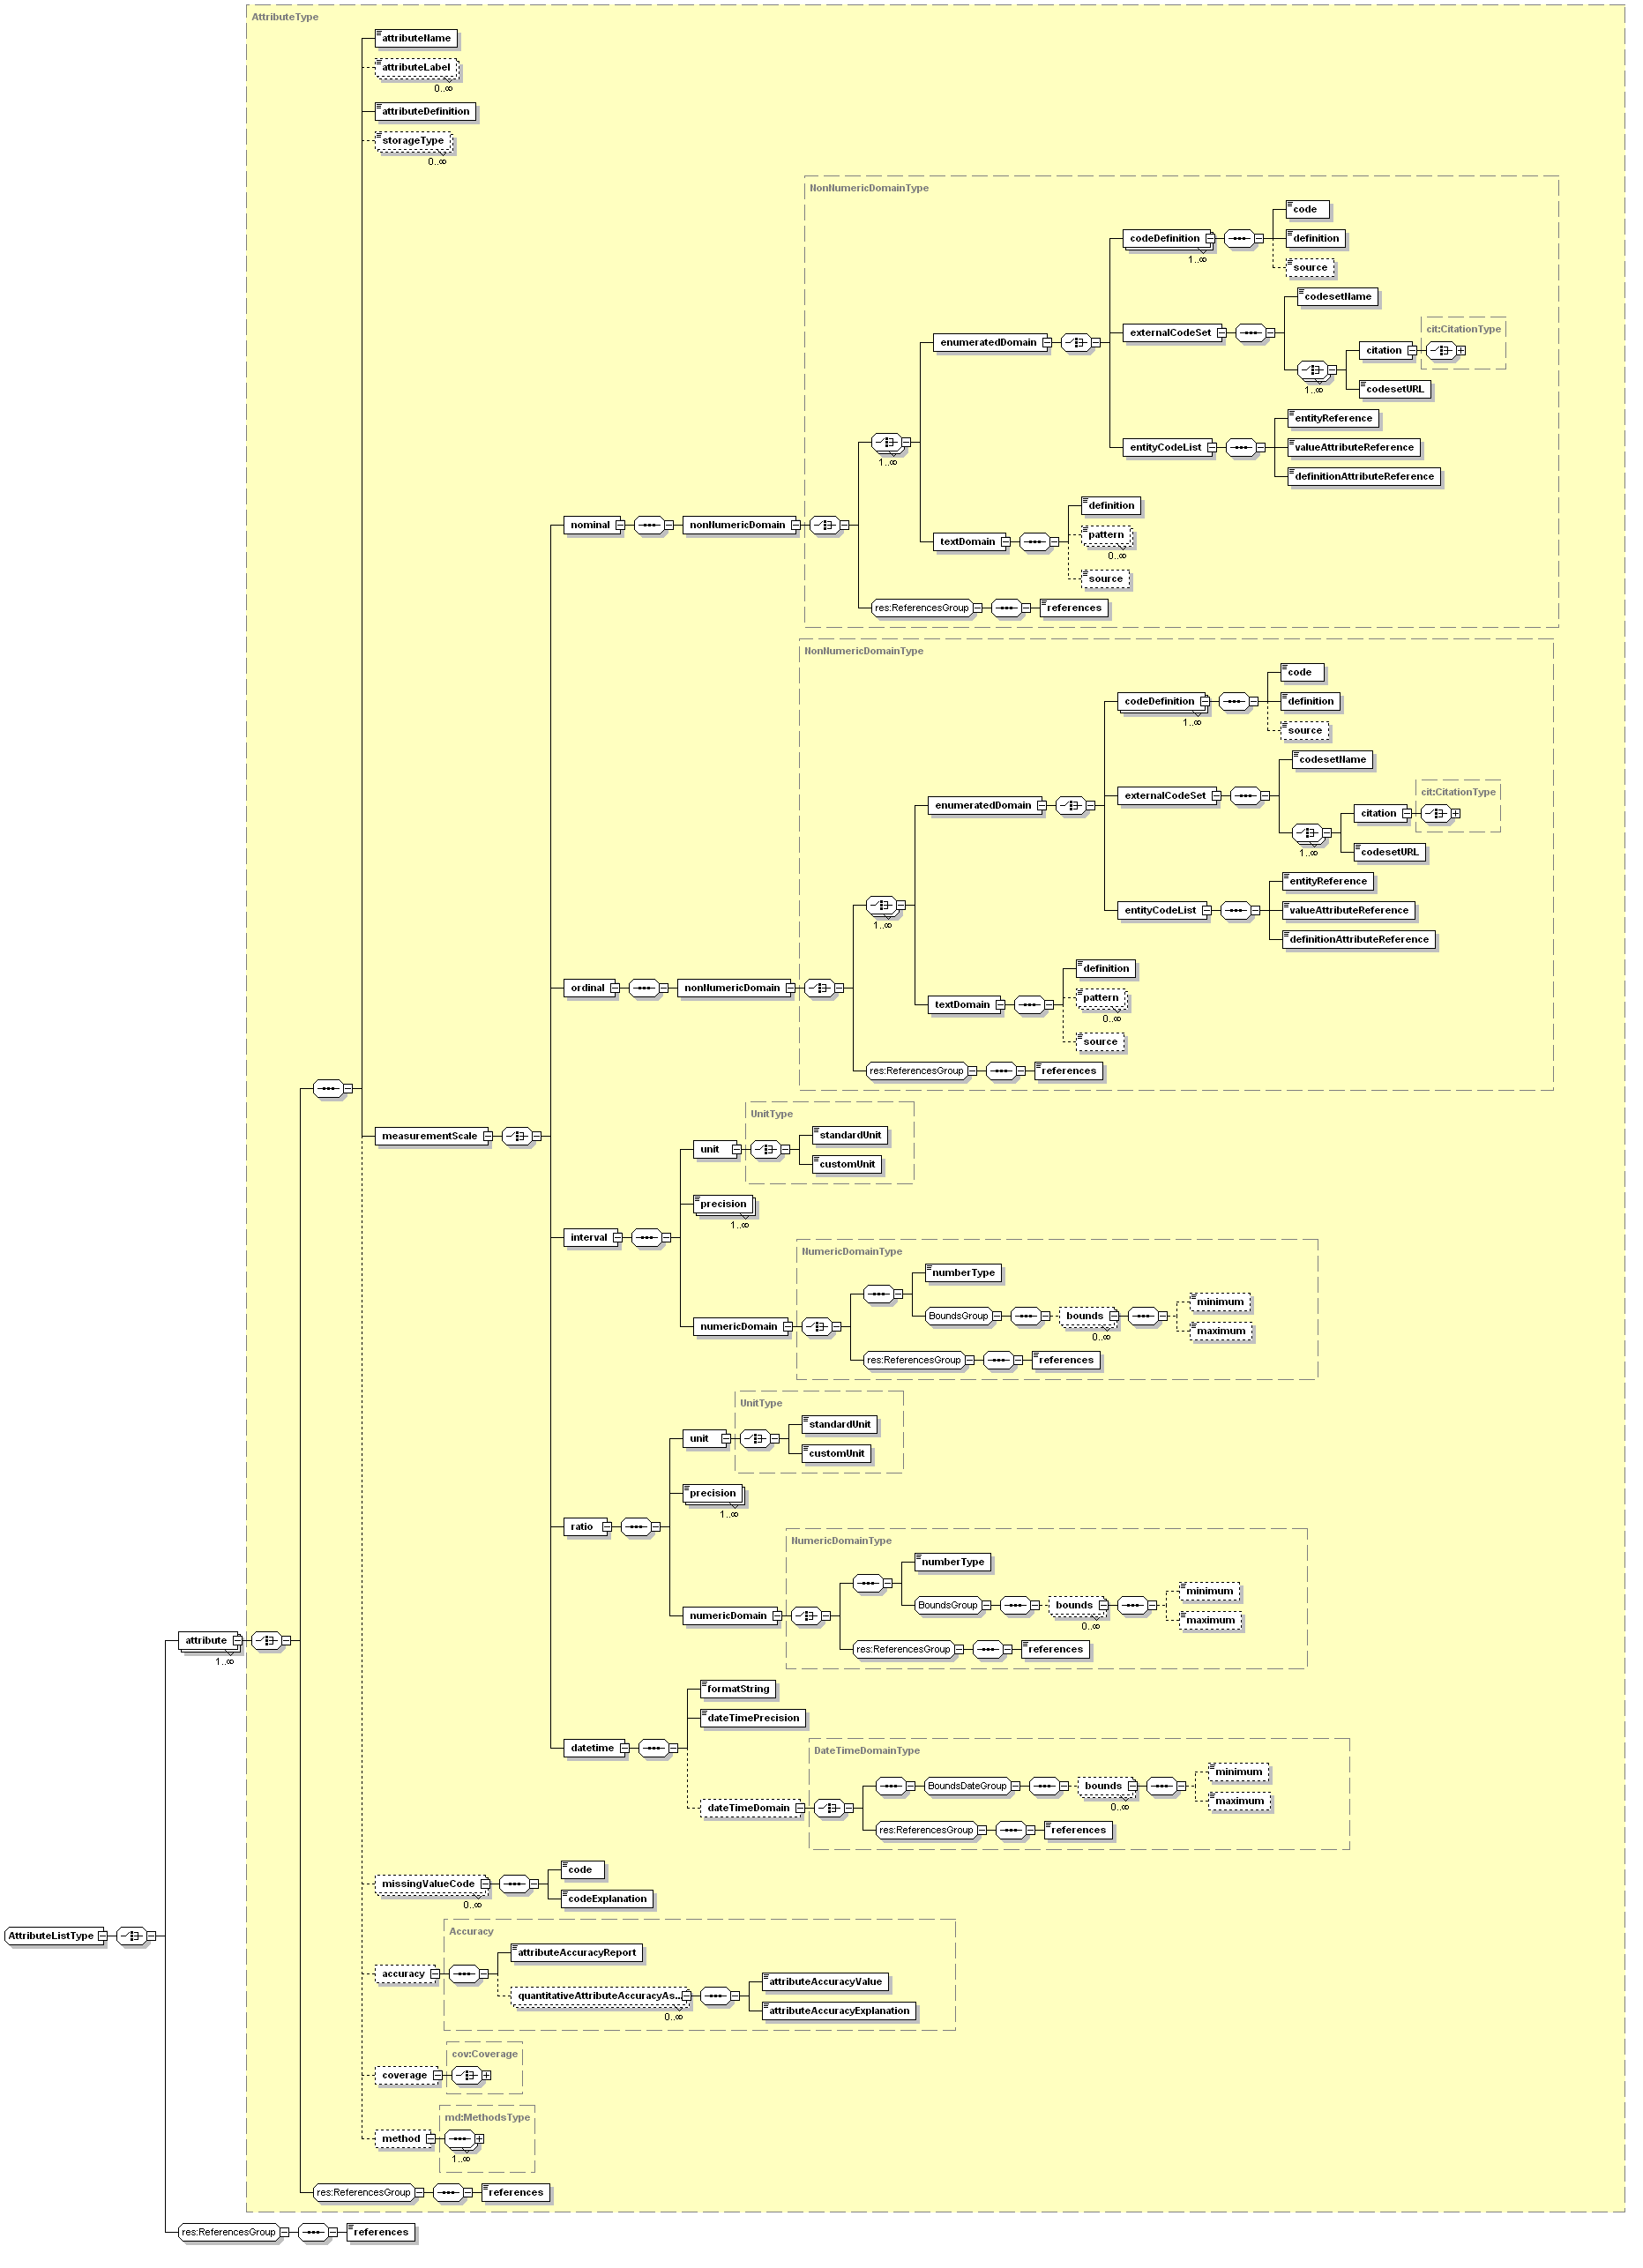 AttributeType
attributeName
attributeLabel
0..∞
attributeDefinition
storageType
0..∞
NonNumericDomainType
code
codeDefinition
definition
1..∞
source
codesetName
cit:CitationType
externalCodeSet
enumeratedDomain
citation
1..∞
codesetURL
entityReference
entityCodeList
valueAttributeReference
1..∞
definitionAttributeReference
definition
nominal
nonNumericDomain
pattern
textDomain
0..∞
source
res:ReferencesGroup
references
NonNumericDomainType
code
codeDefinition
definition
1..∞
source
codesetName
cit:CitationType
externalCodeSet
enumeratedDomain
citation
1..∞
codesetURL
entityReference
entityCodeList
valueAttributeReference
1..∞
definitionAttributeReference
definition
ordinal
nonNumericDomain
pattern
textDomain
0..∞
source
res:ReferencesGroup
references
UnitType
measurementScale
standardUnit
unit
customUnit
precision
1..∞
interval
NumericDomainType
numberType
minimum
BoundsGroup
bounds
numericDomain
0..∞
maximum
res:ReferencesGroup
references
UnitType
standardUnit
unit
customUnit
precision
1..∞
ratio
NumericDomainType
numberType
minimum
BoundsGroup
bounds
numericDomain
0..∞
maximum
attribute
1..∞
res:ReferencesGroup
references
formatString
dateTimePrecision
datetime
DateTimeDomainType
minimum
BoundsDateGroup
bounds
dateTimeDomain
0..∞
maximum
res:ReferencesGroup
references
code
missingValueCode
0..∞
codeExplanation
Accuracy
AttributeListType
attributeAccuracyReport
accuracy
attributeAccuracyValue
quantitativeAttributeAccuracyAs...
0..∞
attributeAccuracyExplanation
cov:Coverage
coverage
md:MethodsType
method
1..∞
res:ReferencesGroup
references
res:ReferencesGroup
references